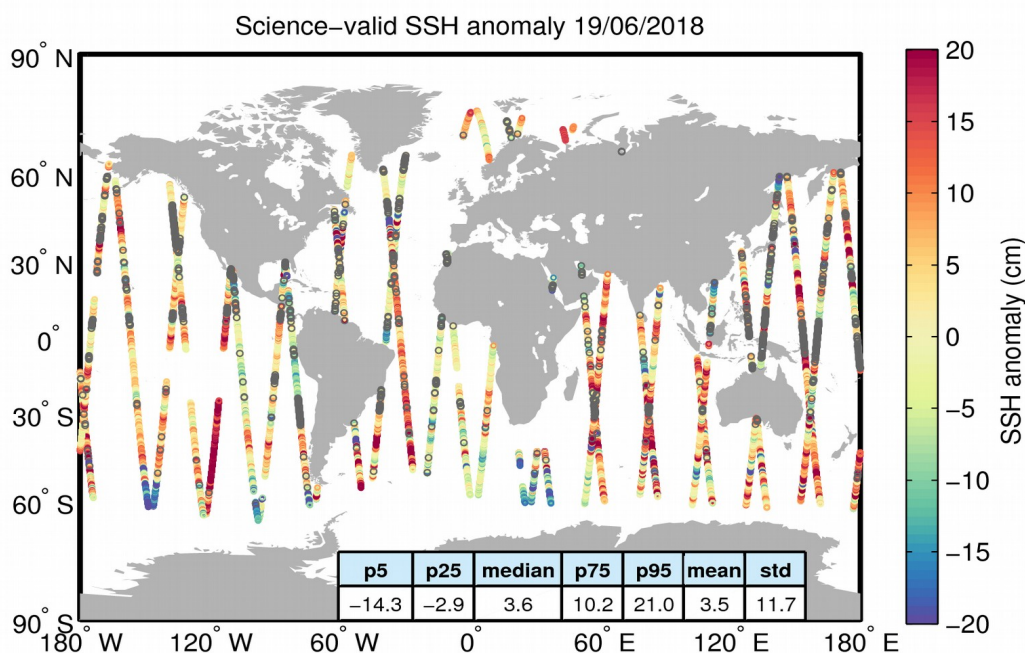 Science−valid SSH anomaly 19/06/2018
90° N
60° N
30° N
0°
30° S
60° S
90° S
180° W
120° W
60° W
0°
60° E
120° E
180° E
p5 p25 median p75 p95 mean std
−14.3 −2.9 3.6 10.2 21.0 3.5 11.7
20
15
10
5
0
−5
−10
−15
−20
SSH anomaly (cm)